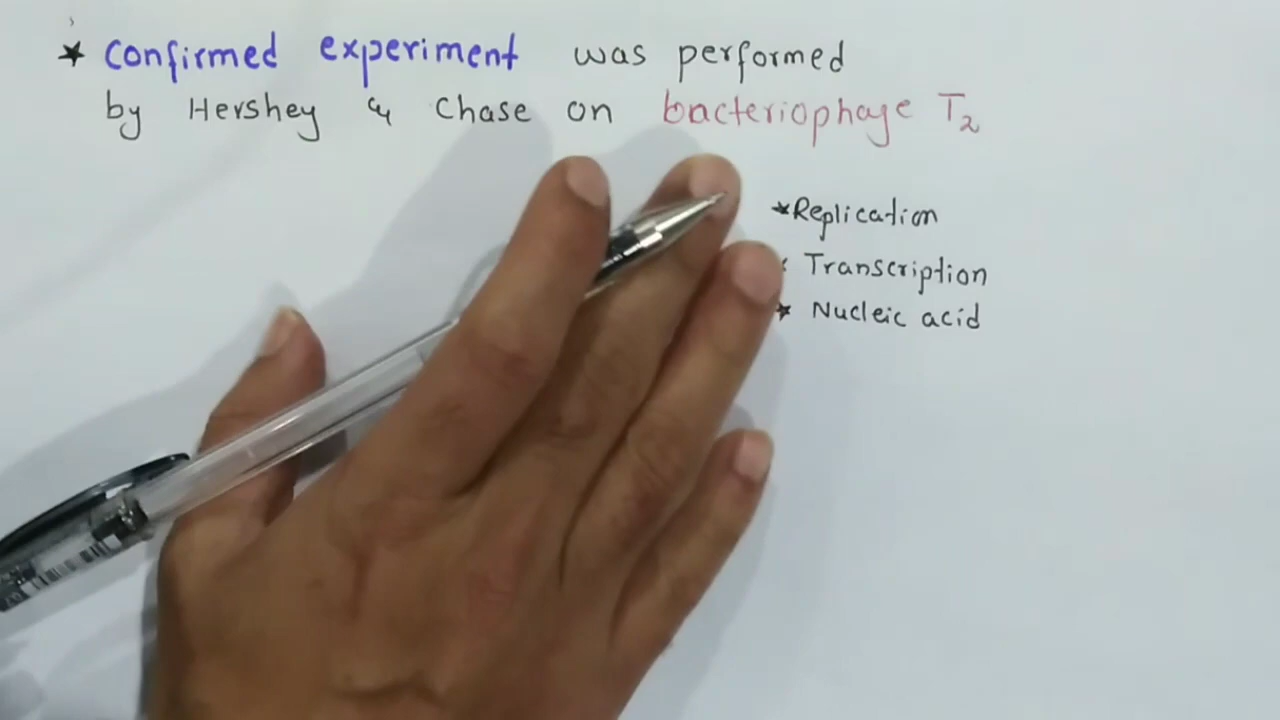 ★ Confirmed experiment was performed
by Hershey & Chase on bacteriophage T₂
★Replication
Transcription
★ Nucleic acid